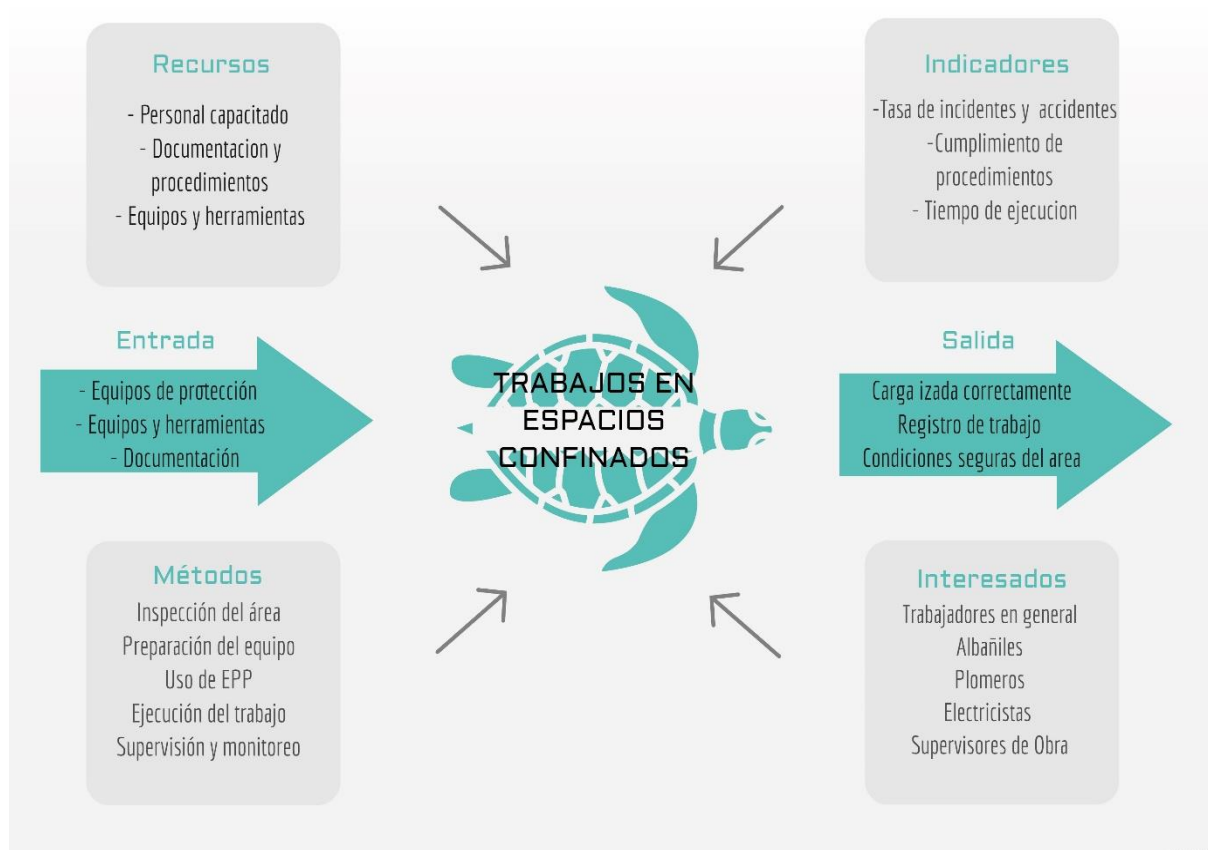 Recursos
- Personal capacitado
- Documentacion y
procedimientos
- Equipos y herramientas
Indicadores
-Tasa de incidentes y accidentes
-Cumplimiento de
procedimientos
- Tiempo de ejecucion
Entrada
- Equipos de protección
- Equipos y herramientas
- Documentación
TRABAJOS EN
ESPACIOS
CONFINADOS
Salida
Carga izada correctamente
Registro de trabajo
Condiciones seguras del area
Métodos
Inspección del área
Preparación del equipo
Uso de EPP
Ejecución del trabajo
Supervisión y monitoreo
Interesados
Trabajadores en general
Albañiles
Plomeros
Electricistas
Supervisores de Obra